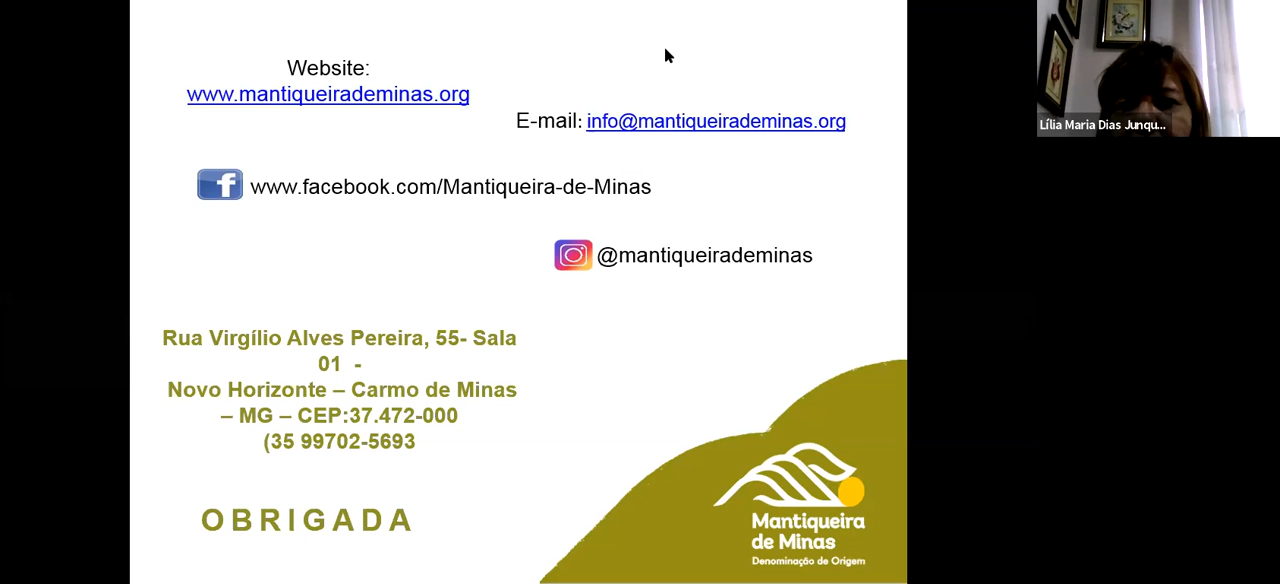 Website:
www.mantiqueirademinas.org
E-mail: info@mantiqueirademinas.org
www.facebook.com/Mantiqueira-de-Minas
@mantiqueirademinas
Rua Virgílio Alves Pereira, 55- Sala
01 -
Novo Horizonte – Carmo de Minas
– MG – CEP:37.472-000
(35 99702-5693
OBRIGADA
Mantiqueira
de Minas
Denominação de Origem
Lília Maria Dias Junqu...